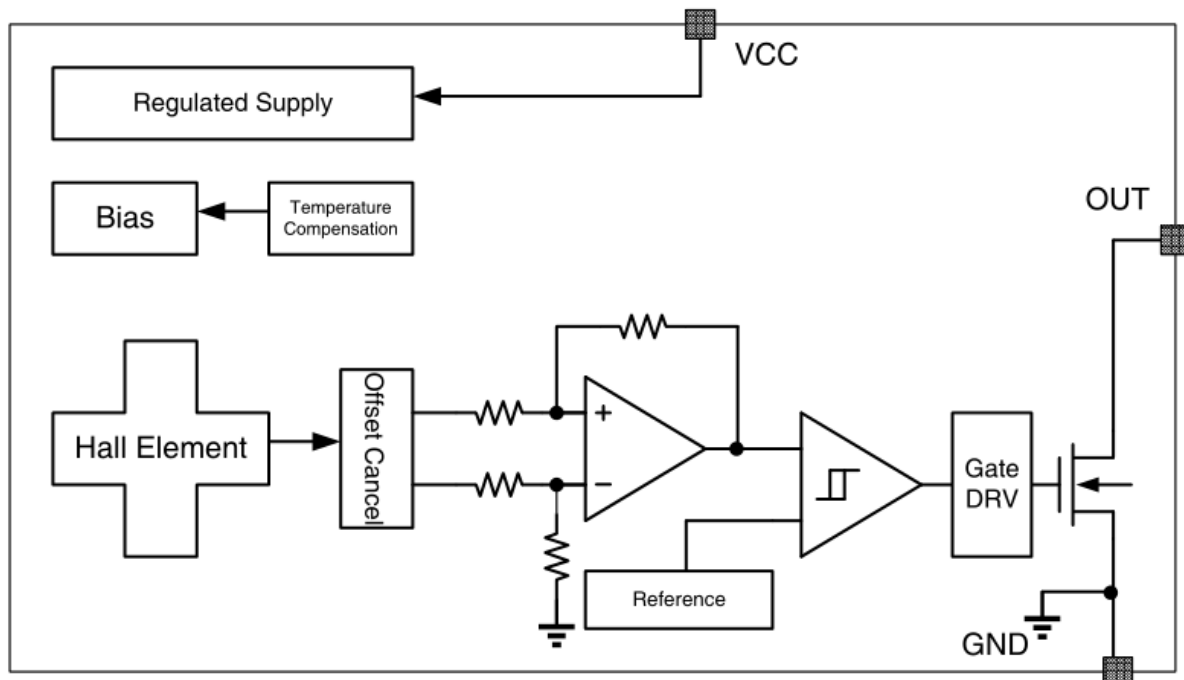 VCC
Regulated Supply
Bias
Temperature
Compensation
OUT
Hall Element
Offset Cancel
+
−
Gate
DRV
Reference
GND